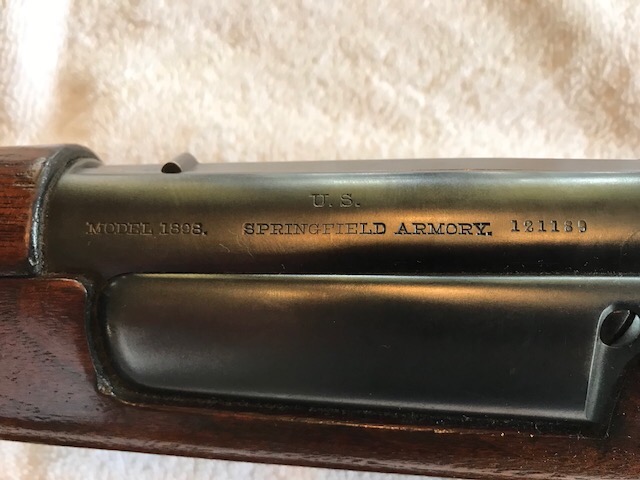 U. S.
MODEL 1898. SPRINGFIELD ARMORY. 121139